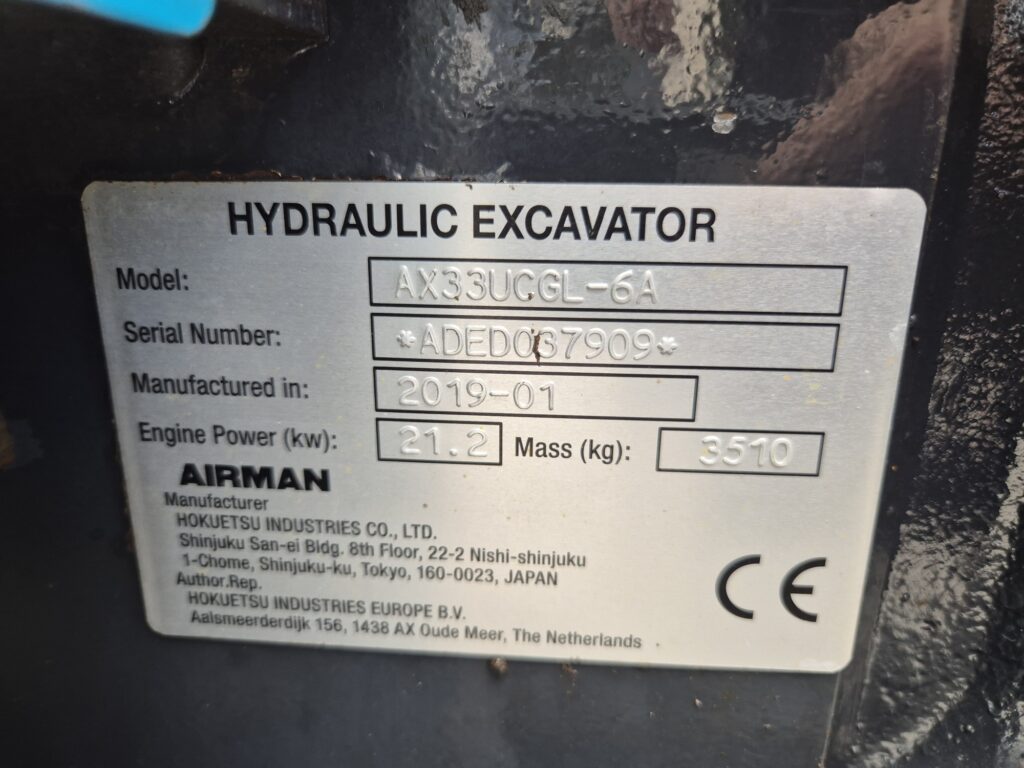 HYDRAULIC EXCAVATOR
Model: AX33UCGL-6A
Serial Number: *ADED037909*
Manufactured in: 2019-01
Engine Power (kw): 21.2 Mass (kg): 3510
AIRMAN
Manufacturer
HOKUETSU INDUSTRIES CO., LTD.
Shinjuku San-ei Bldg. 8th Floor, 22-2 Nishi-shinjuku
1-Chome, Shinjuku-ku, Tokyo, 160-0023, JAPAN
Author.Rep.
HOKUETSU INDUSTRIES EUROPE B.V.
Aalsmeerderdijk 156, 1438 AX Oude Meer, The Netherlands
CE